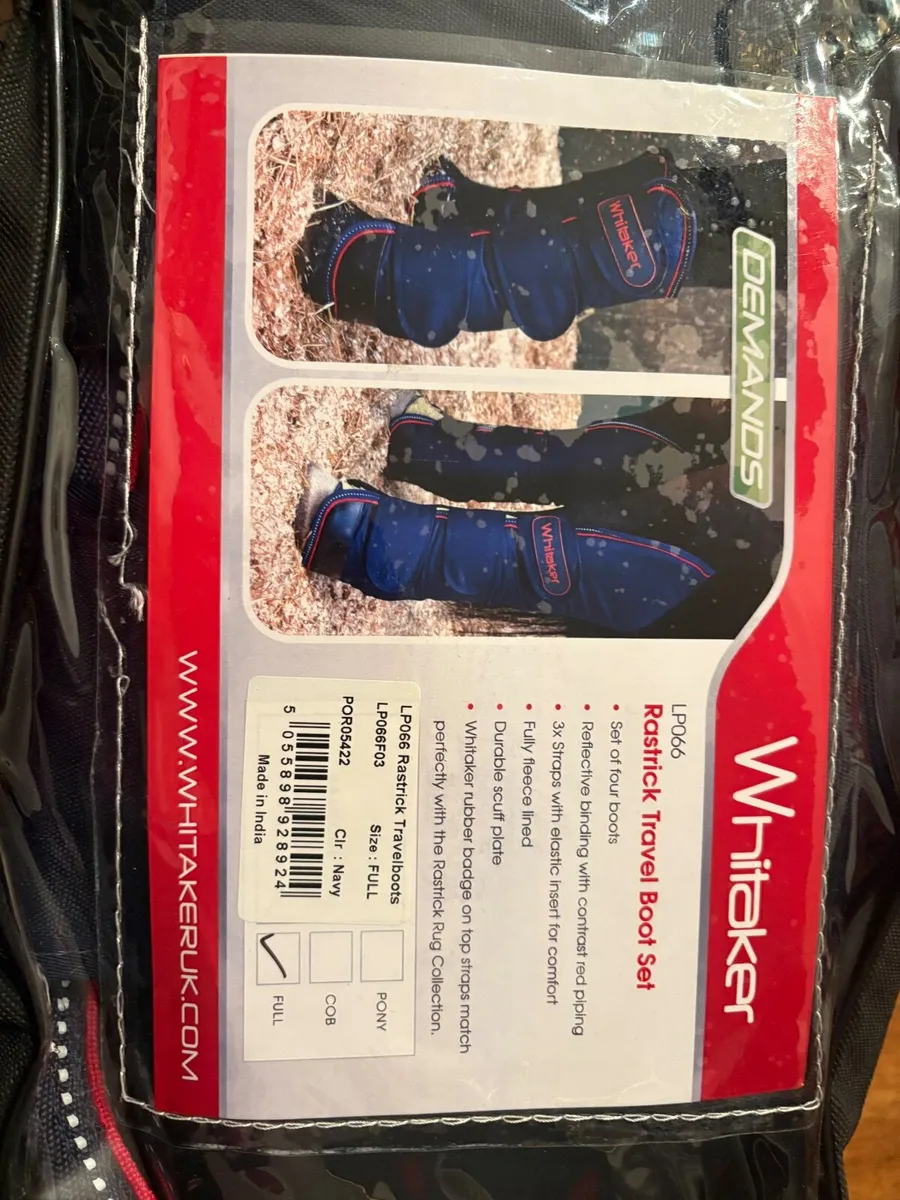 DEMANDS
Whitaker
Whitaker
Whitaker
LP066
Rastrick Travel Boot Set
• Set of four boots
• Reflective binding with contrast red piping
• 3x Straps with elastic insert for comfort
• Fully fleece lined
• Durable scuff plate
• Whitaker rubber badge on top straps match
perfectly with the Rastrick Rug Collection.
LP066 Rastrick Travelboots
LP066F03 Size : FULL
POR05422 Clr : Navy
5 055898 928924
Made in India
PONY
COB
FULL
WWW.WHITAKERUK.COM